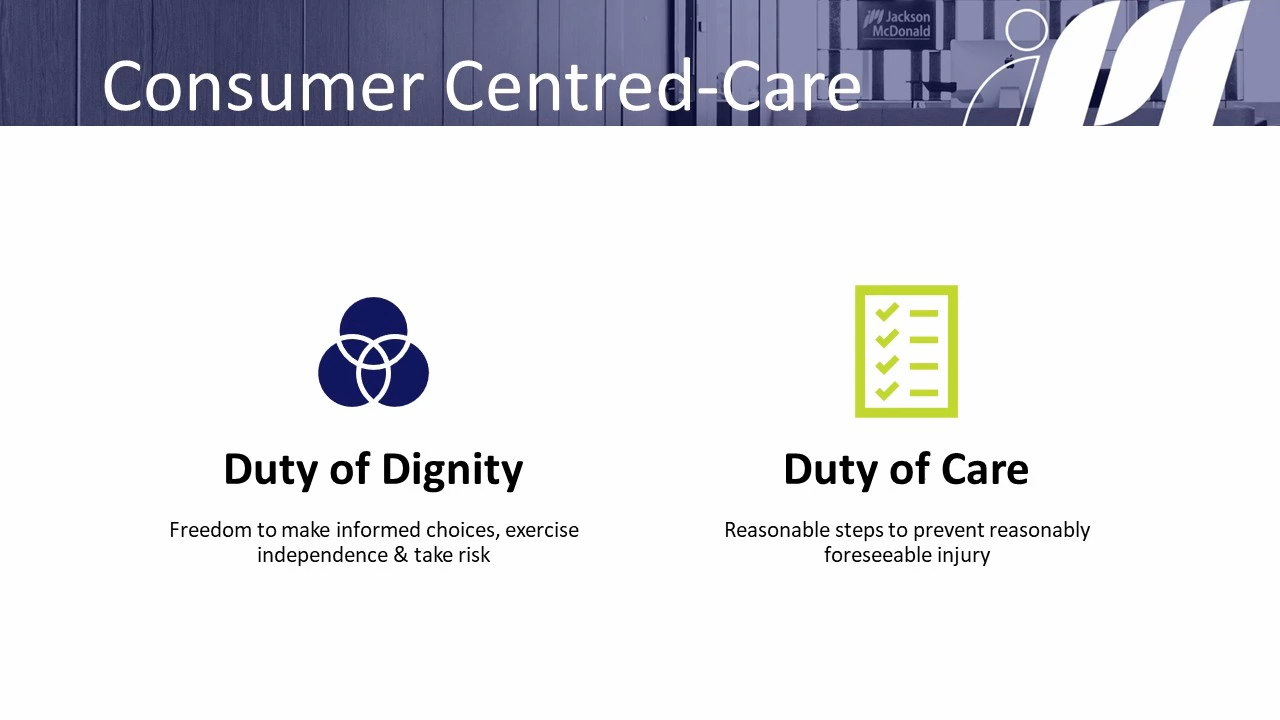 Jackson
McDonald
Consumer Centred-Care
Duty of Dignity
Freedom to make informed choices, exercise
independence & take risk
Duty of Care
Reasonable steps to prevent reasonably
foreseeable injury